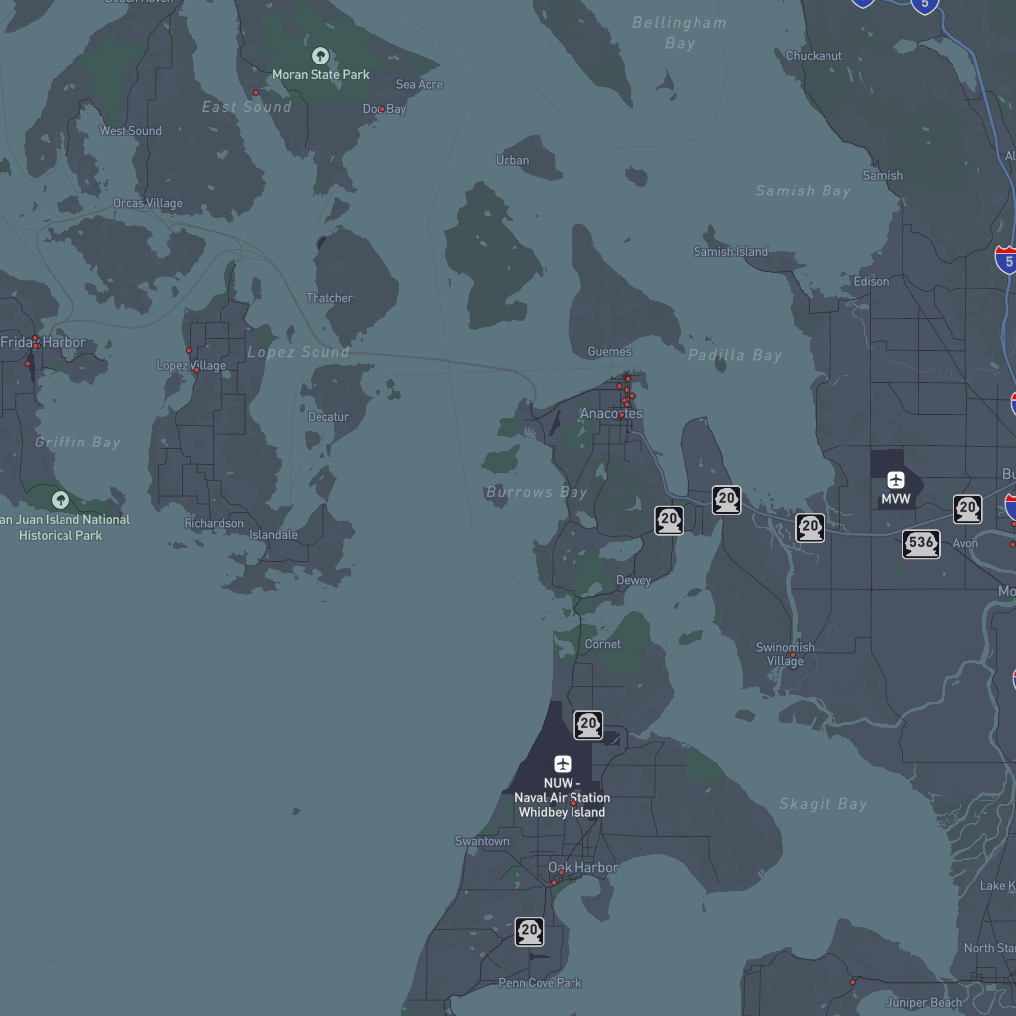 Bellingham
Bay
5
Chuckanut
Moran State Park
Sea Acre
East Sound
Doe Bay
West Sound
Urban
Samish
Samish Bay
Orcas Village
Samish Island
5
Edison
Thatcher
Friday Harbor
Lopez Sound
Guemes
Padilla Bay
Lopez Village
Decatur
Anacortes
Griffin Bay
MVW
Burrows Bay
20
20
20
20
an Juan Island National
Historical Park
Richardson
Islandale
536
Avon
Dewey
Mo
Cornet
Swinomish
Village
20
NUW -
Naval Air Station
Whidbey Island
Skagit Bay
Swantown
Oak Harbor
Lake K
20
North Sta
Penn Cove Park
Juniper Beach